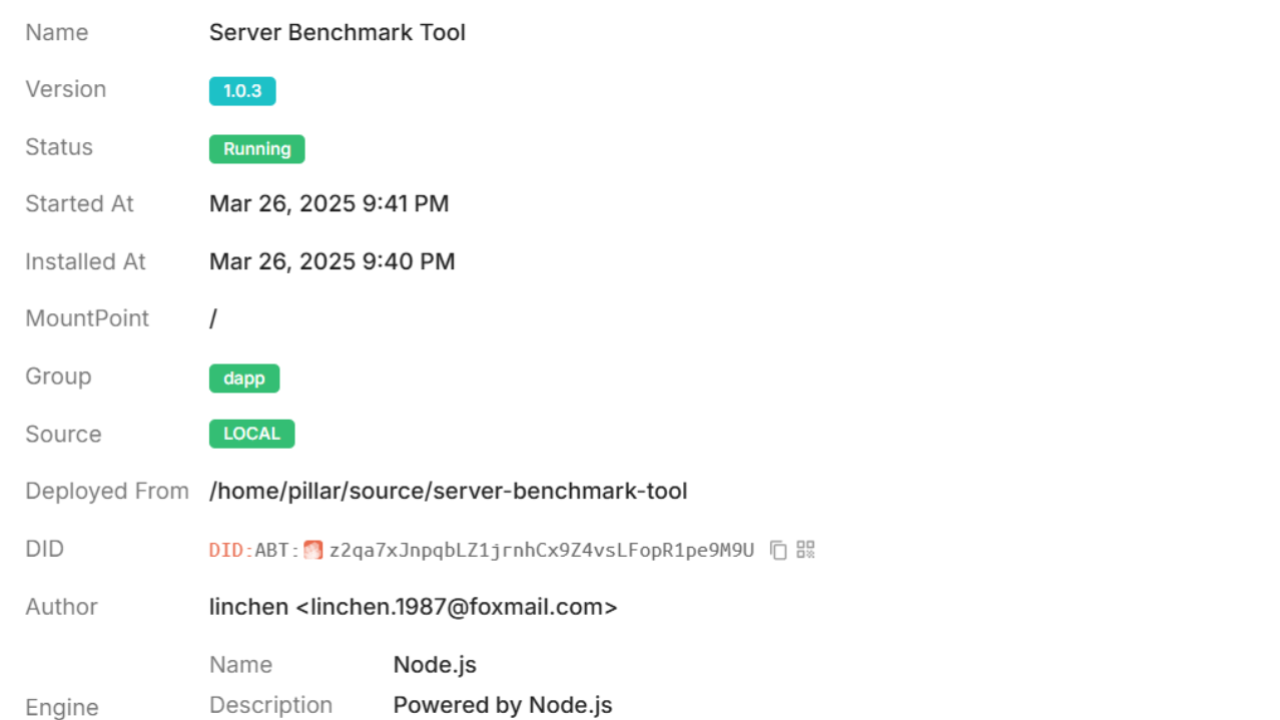 Name Server Benchmark Tool
Version 1.0.3
Status Running
Started At Mar 26, 2025 9:41 PM
Installed At Mar 26, 2025 9:40 PM
MountPoint /
Group dapp
Source LOCAL
Deployed From /home/pillar/source/server-benchmark-tool
DID DID:ABT: z2qa7xJnpqbLZ1jrnhCx9Z4vsLFopR1pe9M9U
Author linchen <linchen.1987@foxmail.com>
Name Node.js
Engine Description Powered by Node.js